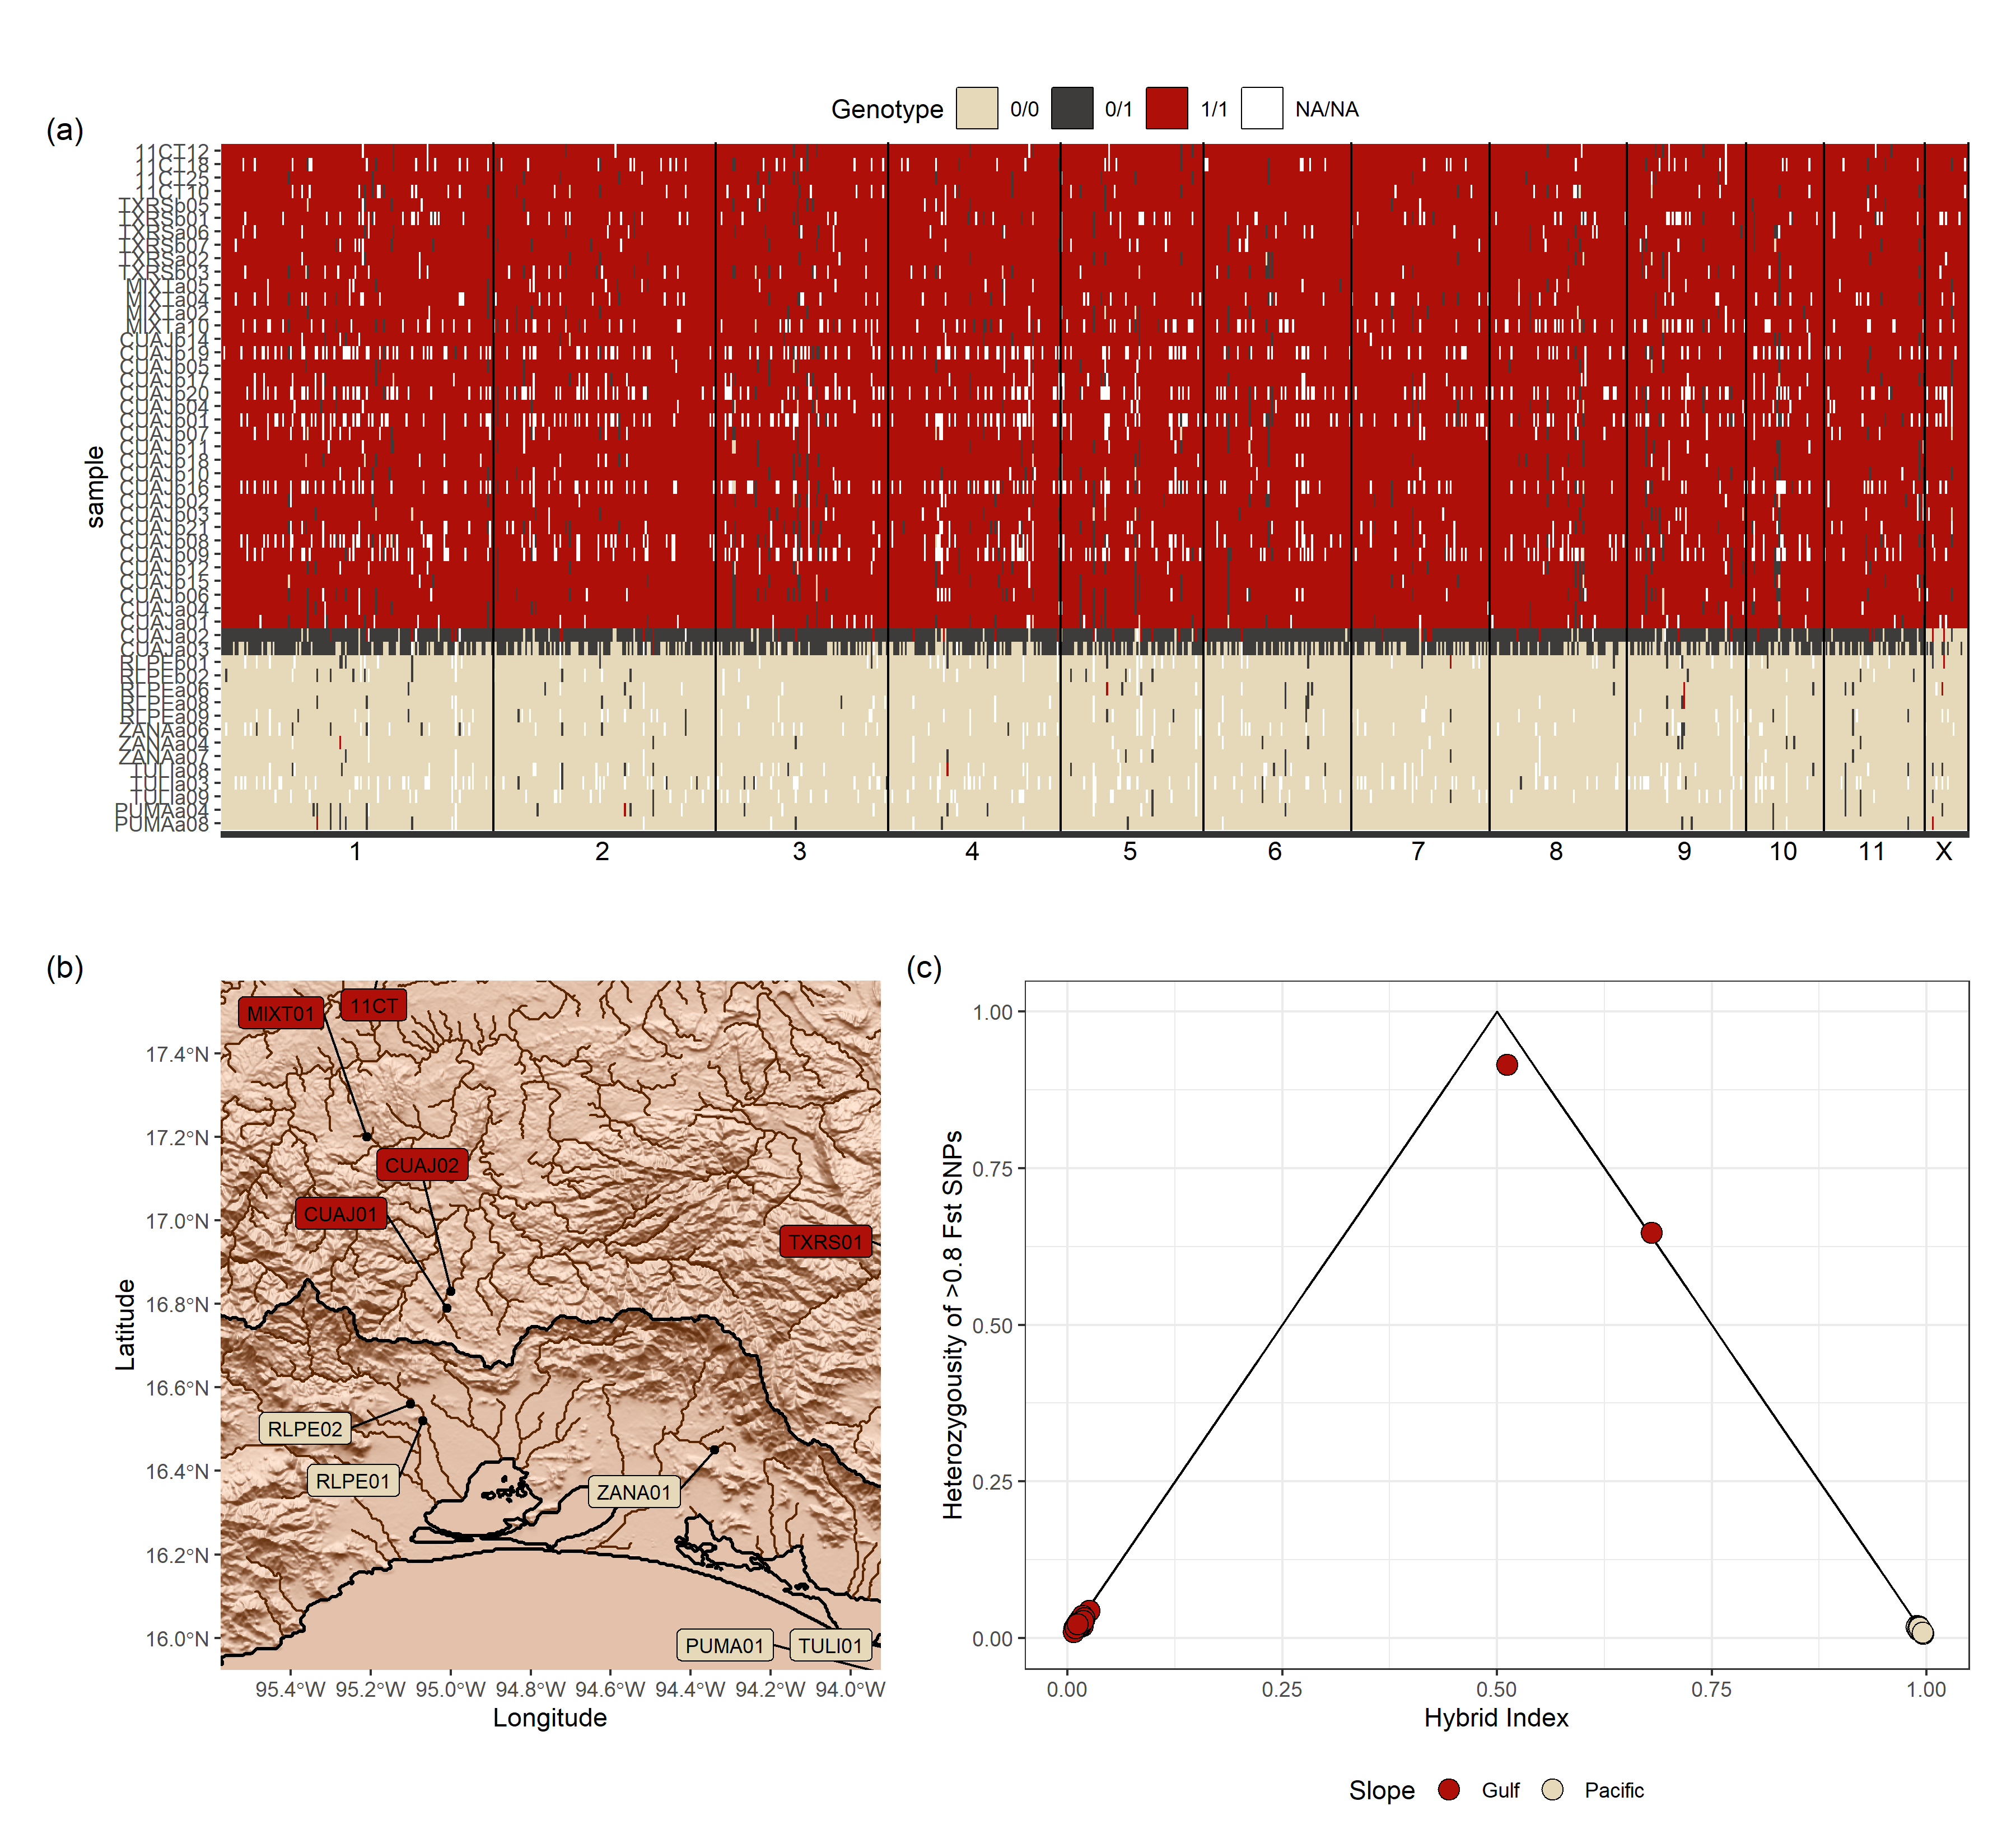 Genotype 0/0 0/1 1/1 NA/NA
(a)
sample
11CT12
11CT18
11CT25
11CT10
TXRSb05
TXRSb01
TXRSa06
TXRSb07
TXRSa02
TXRSb03
MIXTa05
MIXTa04
MIXTa02
MIXTa10
CUAJb14
CUAJb19
CUAJb05
CUAJb17
CUAJb20
CUAJb04
CUAJb01
CUAJb07
CUAJb11
CUAJb18
CUAJb10
CUAJb16
CUAJb02
CUAJb03
CUAJb21
CUAJb08
CUAJb09
CUAJb12
CUAJb15
CUAJb06
CUAJa04
CUAJa01
CUAJa02
CUAJa03
RLPEb01
RLPEb02
RLPEa06
RLPEa08
RLPEa09
ZANAa06
ZANAa04
ZANAa07
TULIa08
TULIa03
TULIa09
PUMAa04
PUMAa08
1 2 3 4 5 6 7 8 9 10 11 X
(b)
Latitude
17.4°N
17.2°N
17.0°N
16.8°N
16.6°N
16.4°N
16.2°N
16.0°N
MIXT01
11CT
CUAJ02
CUAJ01
TXRS01
RLPE02
RLPE01
ZANA01
PUMA01
TULI01
95.4°W 95.2°W 95.0°W 94.8°W 94.6°W 94.4°W 94.2°W 94.0°W
Longitude
(c)
Heterozygousity of >0.8 Fst SNPs
1.00
0.75
0.50
0.25
0.00
0.00 0.25 0.50 0.75 1.00
Hybrid Index
Slope Gulf Pacific